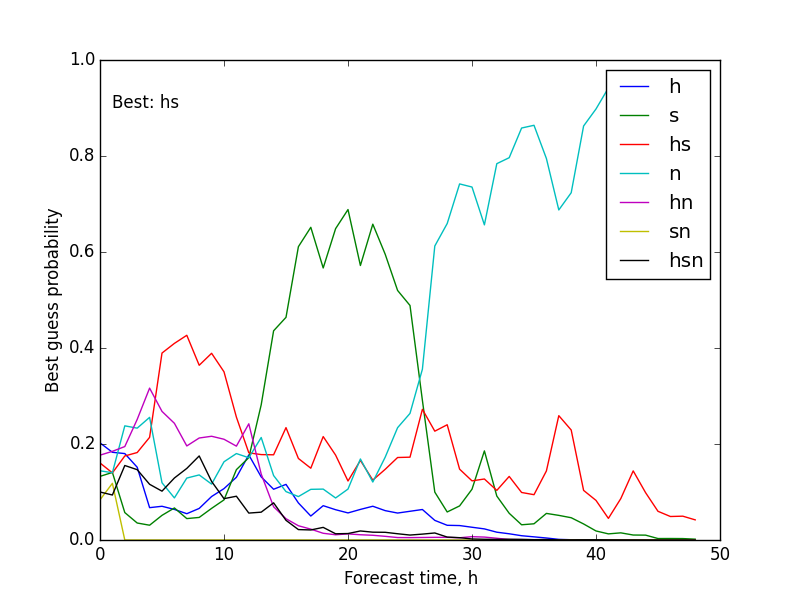 1.0
0.8
0.6
0.4
0.2
0.0
Best guess probability
Best: hs
h
s
hs
n
hn
sn
hsn
0 10 20 30 40 50
Forecast time, h